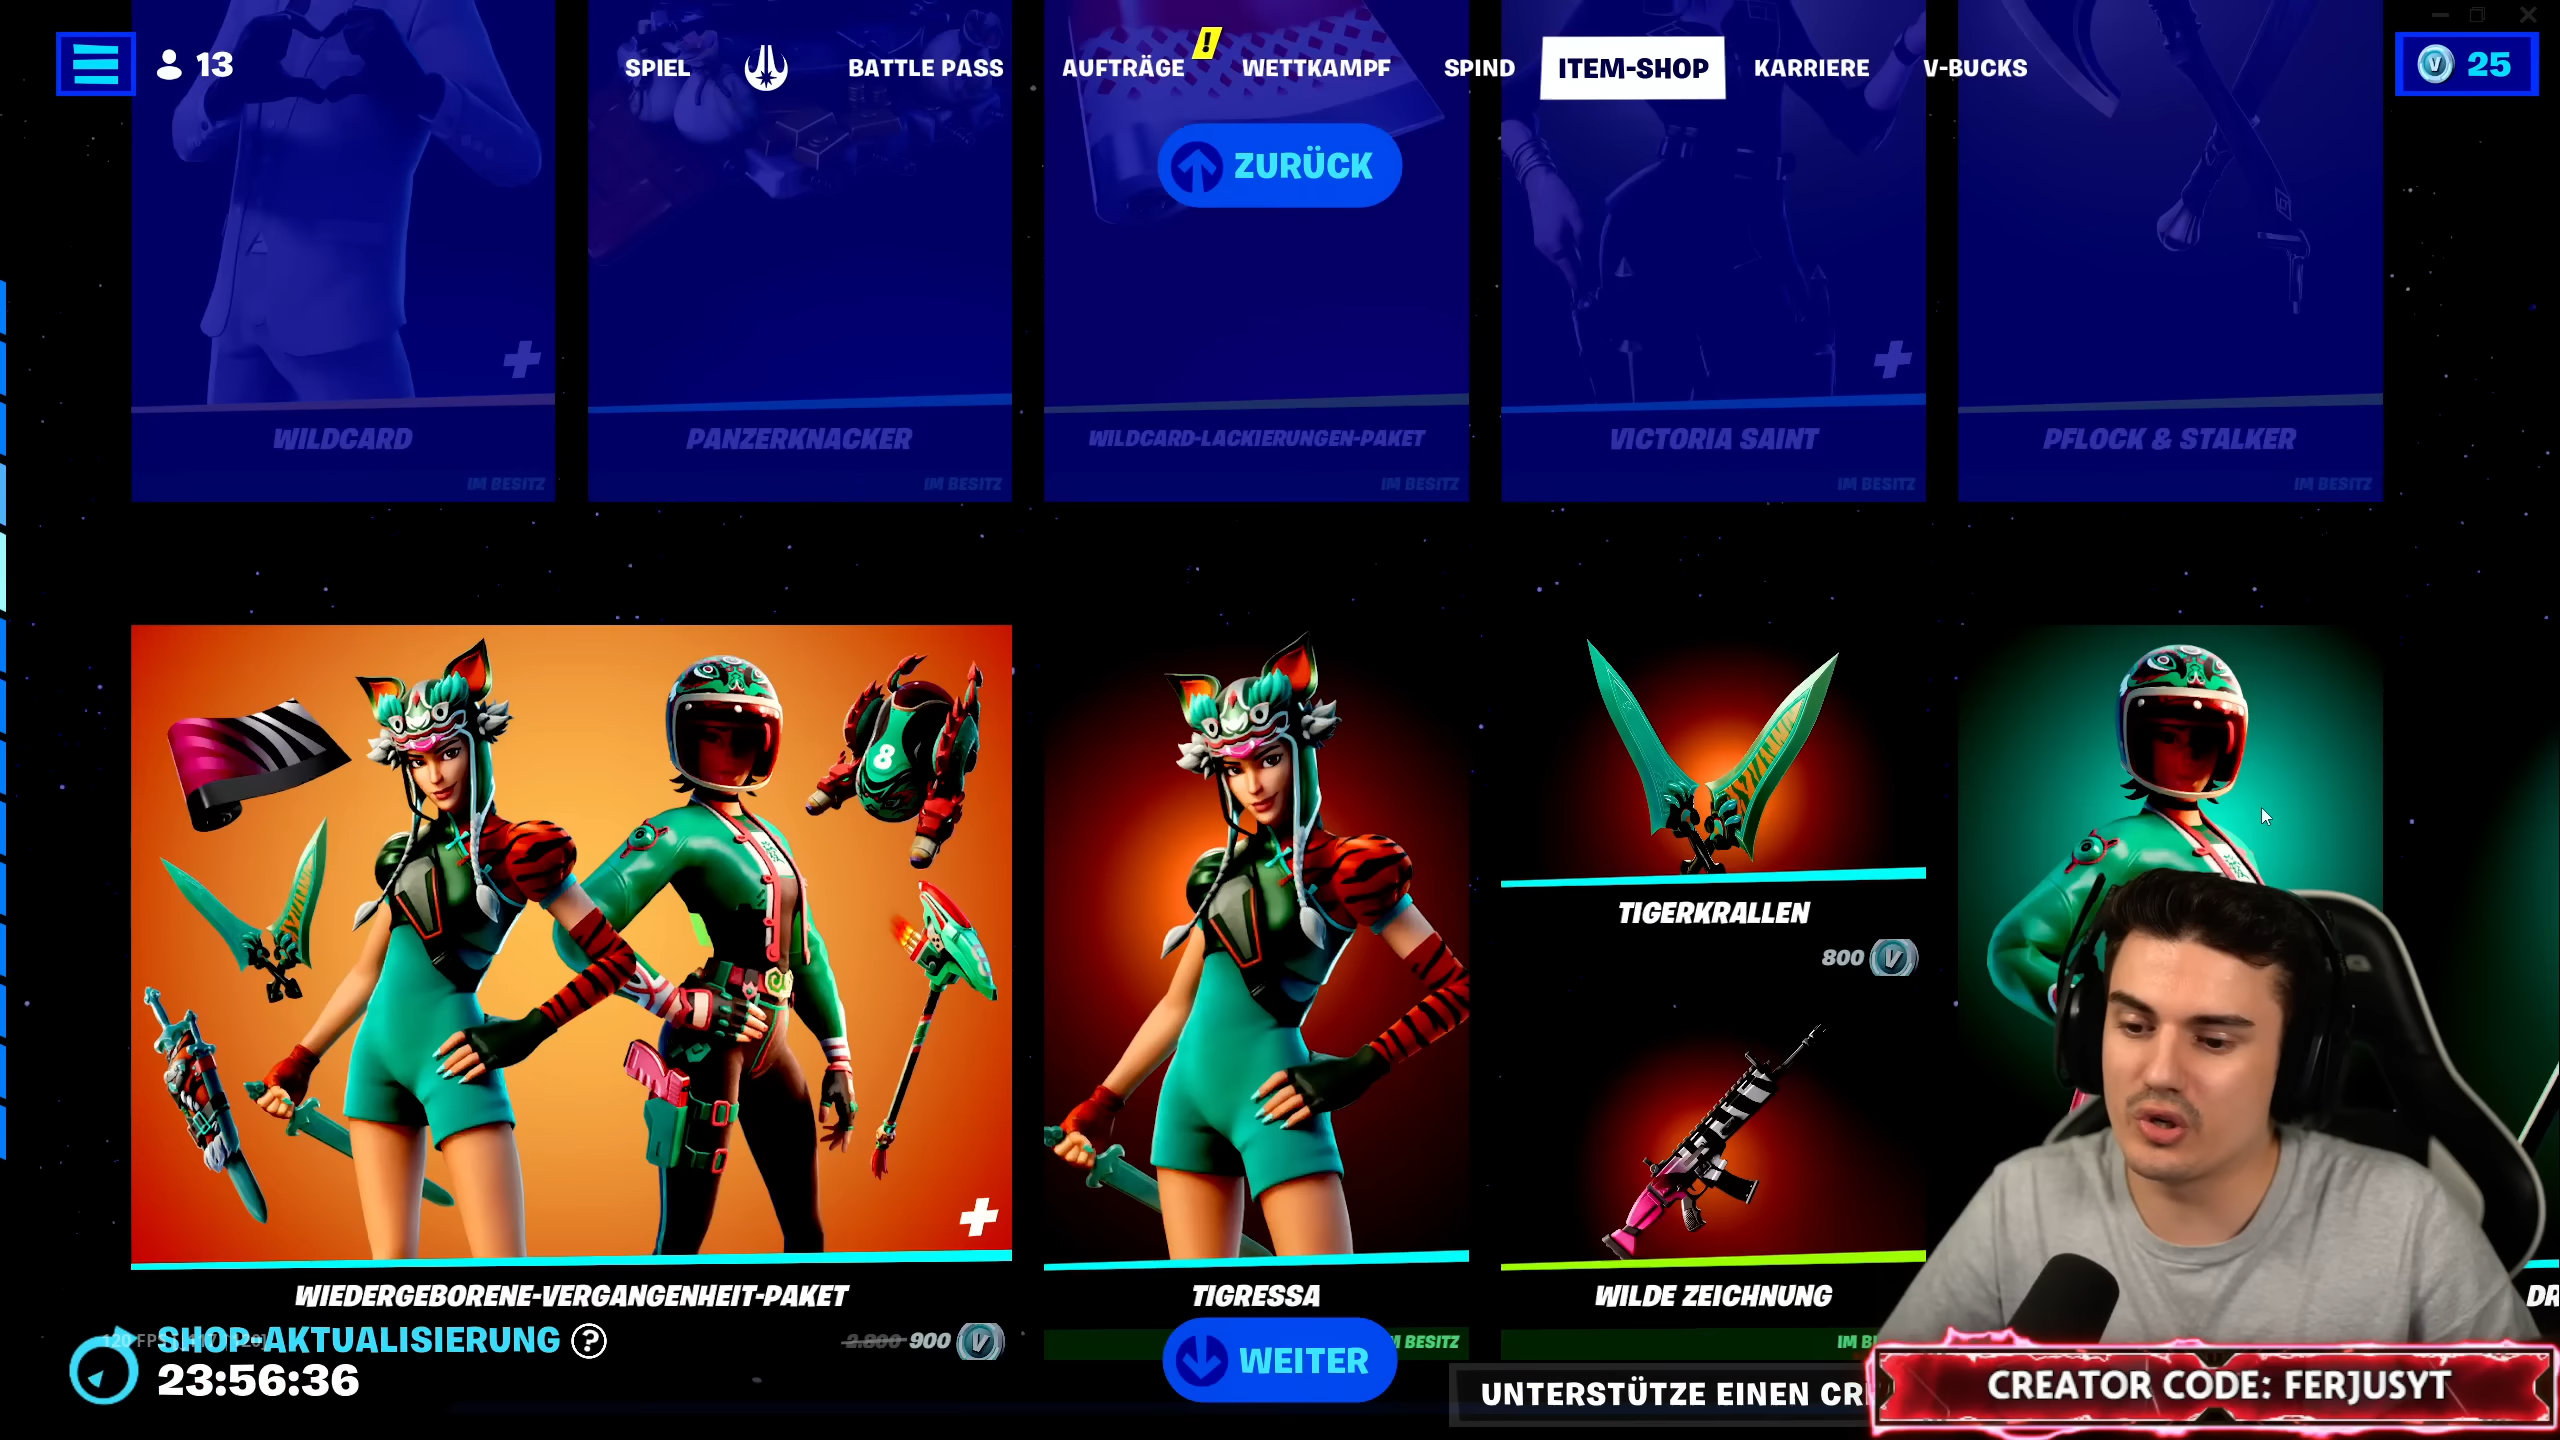 13
SPIEL
BATTLE PASS
AUFTRÄGE
!
WETTKAMPF
SPIND
ITEM-SHOP
KARRIERE
V-BUCKS
25
ZURÜCK
WILDCARD
IM BESITZ
PANZERKNACKER
IM BESITZ
WILDCARD-LACKIERUNGEN-PAKET
IM BESITZ
VICTORIA SAINT
IM BESITZ
PFLOCK & STALKER
IM BESITZ
8
TIGERKRALLEN
800
WIEDERGEBORENE-VERGANGENHEIT-PAKET
2.800 900
TIGRESSA
WILDE ZEICHNUNG
SHOP-AKTUALISIERUNG ?
23:56:36
WEITER
UNTERSTÜTZE EINEN
CREATOR CODE: FERJUSYT